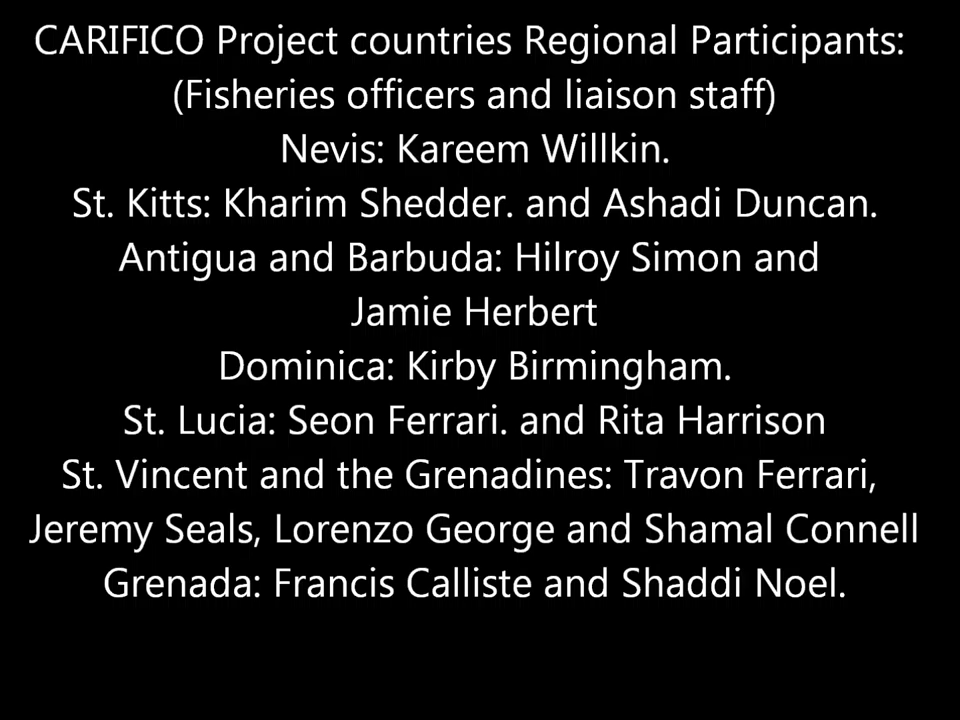 CARIFICO Project countries Regional Participants:
(Fisheries officers and liaison staff)
Nevis: Kareem Willkin.
St. Kitts: Kharim Shedder. and Ashadi Duncan.
Antigua and Barbuda: Hilroy Simon and
Jamie Herbert
Dominica: Kirby Birmingham.
St. Lucia: Seon Ferrari. and Rita Harrison
St. Vincent and the Grenadines: Travon Ferrari,
Jeremy Seals, Lorenzo George and Shamal Connell
Grenada: Francis Calliste and Shaddi Noel.